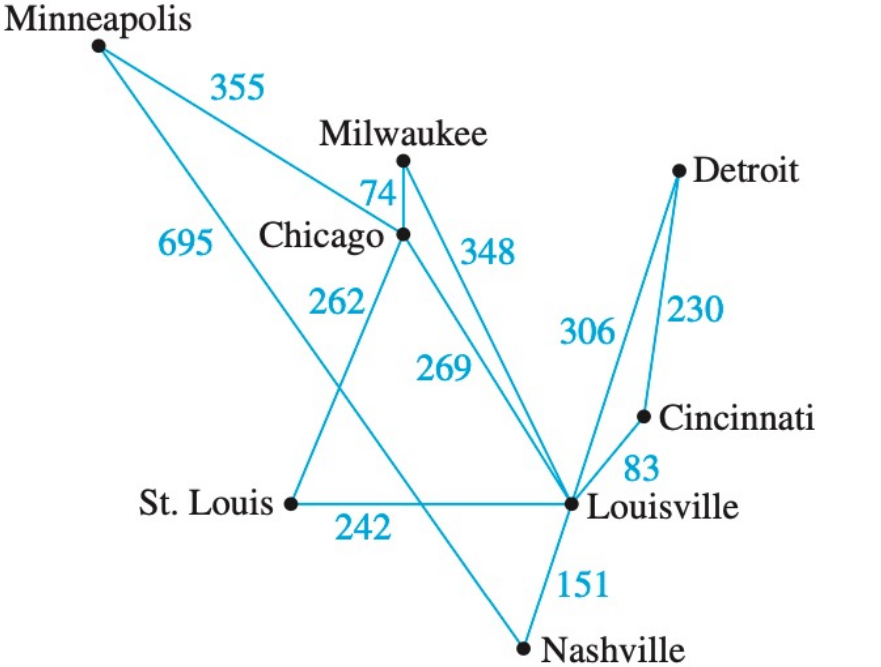 Minneapolis
355
Milwaukee
Detroit
74
695
Chicago
348
262
306
230
269
Cincinnati
83
St. Louis
Louisville
242
151
Nashville